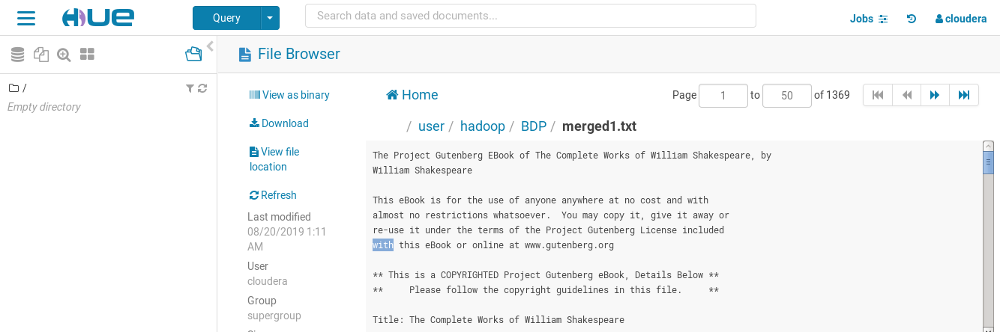 HUE
Query
Search data and saved documents...
Jobs
cloudera
File Browser
/
Empty directory
View as binary
Download
View file
location
Refresh
Last modified
08/20/2019 1:11
AM
User
cloudera
Group
supergroup
Home
Page 1 to 50 of 1369
/ user / hadoop / BDP / merged1.txt
The Project Gutenberg EBook of The Complete Works of William Shakespeare, by
William Shakespeare
This eBook is for the use of anyone anywhere at no cost and with
almost no restrictions whatsoever.  You may copy it, give it away or
re-use it under the terms of the Project Gutenberg License included
with this eBook or online at www.gutenberg.org
** This is a COPYRIGHTED Project Gutenberg eBook, Details Below **
**     Please follow the copyright guidelines in this file.     **
Title: The Complete Works of William Shakespeare